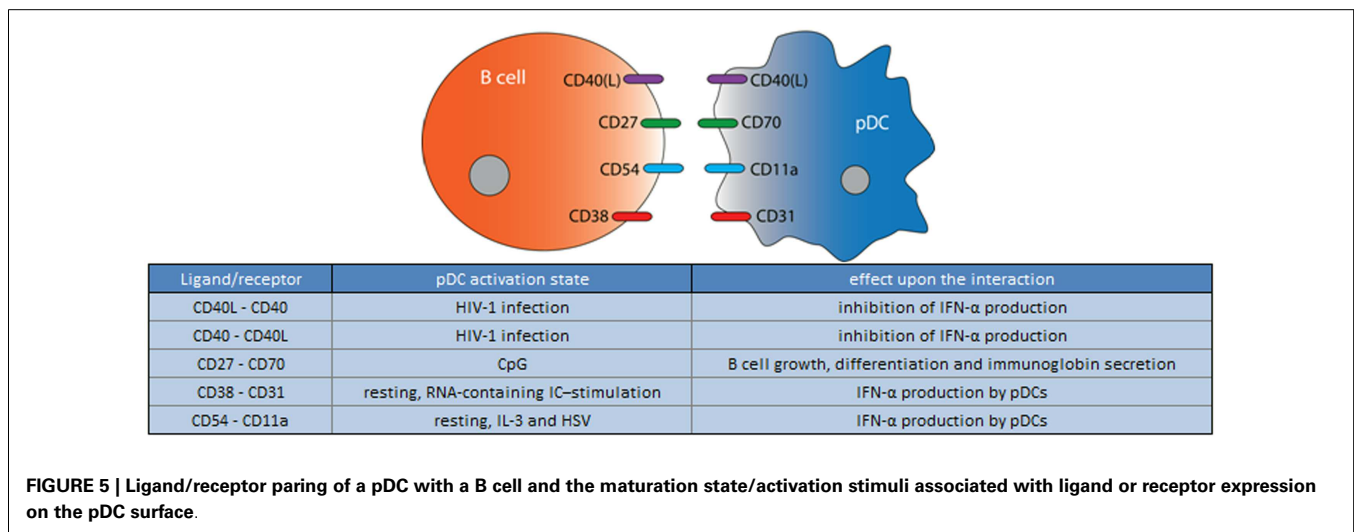 B cell
CD40(L) CD40(L)
CD27 CD70
pDC
CD54 CD11a
CD38 CD31
Ligand/receptor pDC activation state effect upon the interaction
CD40L - CD40 HIV-1 infection inhibition of IFN-α production
CD40 - CD40L HIV-1 infection inhibition of IFN-α production
CD27 - CD70 CpG B cell growth, differentiation and immunoglobin secretion
CD38 - CD31 resting, RNA-containing IC–stimulation IFN-α production by pDCs
CD54 - CD11a resting, IL-3 and HSV IFN-α production by pDCs
FIGURE 5 | Ligand/receptor paring of a pDC with a B cell and the maturation state/activation stimuli associated with ligand or receptor expression
on the pDC surface.